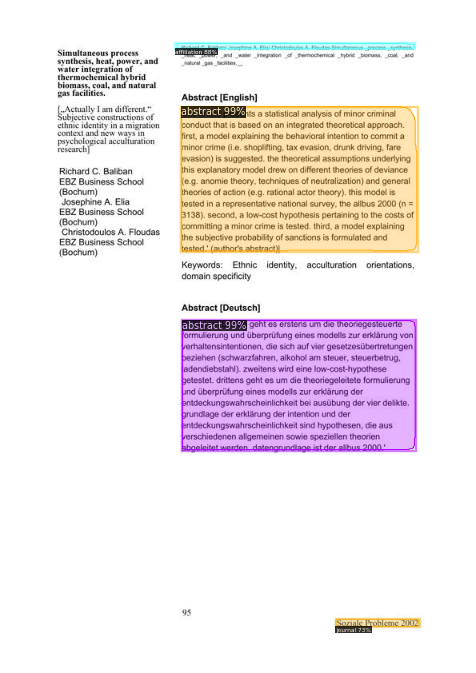 Simultaneous process
synthesis, heat, power, and
water integration of
thermochemical hybrid
biomass, coal, and natural
gas facilities.
[„Actually I am different.“
Subjective constructions of
ethnic identity in a migration
context and new ways in
psychological acculturation
research]
Richard C. Baliban
EBZ Business School
(Bochum)
Josephine A. Elia
EBZ Business School
(Bochum)
Christodoulos A. Floudas
EBZ Business School
(Bochum)
Richard C. Baliban, Josephine A. Elia, Christodoulos A. Floudas Simultaneous _process _synthesis,
affiliation 88%
_and _water _integration _of _thermochemical _hybrid _biomass, _coal, _and
_natural _gas _facilities.__
Abstract [English]
abstract 99% ts a statistical analysis of minor criminal
conduct that is based on an integrated theoretical approach.
first, a model explaining the behavioral intention to commit a
minor crime (i.e. shoplifting, tax evasion, drunk driving, fare
evasion) is suggested. the theoretical assumptions underlying
this explanatory model drew on different theories of deviance
(e.g. anomie theory, techniques of neutralization) and general
theories of action (e.g. rational actor theory). this model is
tested in a representative national survey, the allbus 2000 (n =
3138). second, a low-cost hypothesis pertaining to the costs of
committing a minor crime is tested. third, a model explaining
the subjective probability of sanctions is formulated and
tested.' (author's abstract)|
Keywords: Ethnic identity, acculturation orientations,
domain specificity
Abstract [Deutsch]
abstract 99% geht es erstens um die theoriegesteuerte
formulierung und überprüfung eines modells zur erklärung von
verhaltensintentionen, die sich auf vier gesetzesübertretungen
beziehen (schwarzfahren, alkohol am steuer, steuerbetrug,
ladendiebstahl). zweitens wird eine low-cost-hypothese
getestet. drittens geht es um die theoriegeleitete formulierung
und überprüfung eines modells zur erklärung der
entdeckungswahrscheinlichkeit bei ausübung der vier delikte.
grundlage der erklärung der intention und der
entdeckungswahrscheinlichkeit sind hypothesen, die aus
verschiedenen allgemeinen sowie speziellen theorien
abgeleitet werden. datengrundlage ist der allbus 2000.'
95
Soziale Probleme 2002
journal 73%